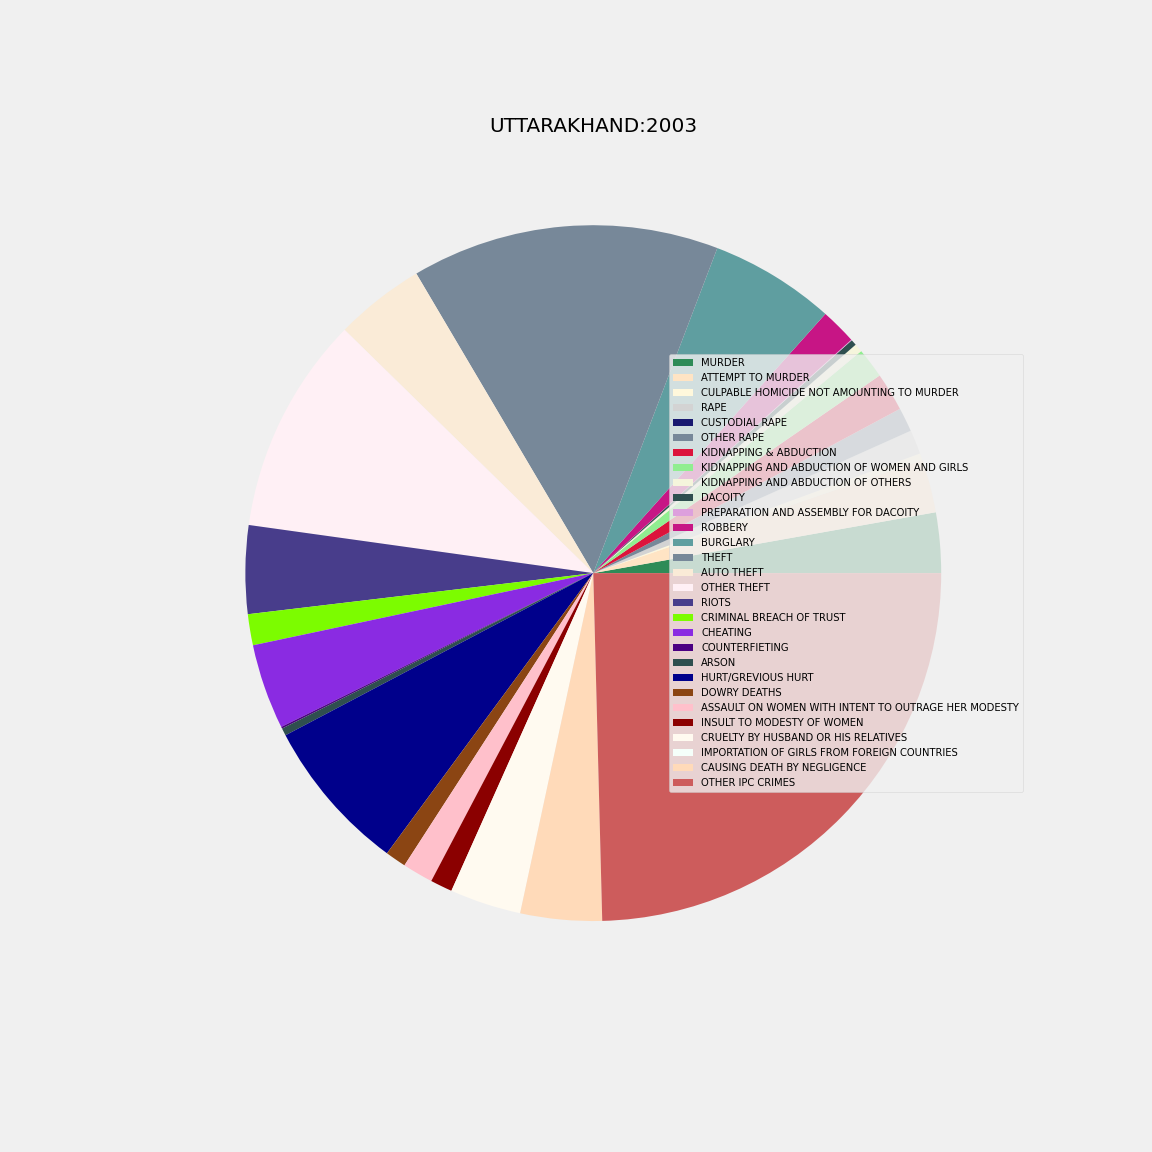 UTTARAKHAND:2003
MURDER
ATTEMPT TO MURDER
CULPABLE HOMICIDE NOT AMOUNTING TO MURDER
RAPE
CUSTODIAL RAPE
OTHER RAPE
KIDNAPPING & ABDUCTION
KIDNAPPING AND ABDUCTION OF WOMEN AND GIRLS
KIDNAPPING AND ABDUCTION OF OTHERS
DACOITY
PREPARATION AND ASSEMBLY FOR DACOITY
ROBBERY
BURGLARY
THEFT
AUTO THEFT
OTHER THEFT
RIOTS
CRIMINAL BREACH OF TRUST
CHEATING
COUNTERFIETING
ARSON
HURT/GREVIOUS HURT
DOWRY DEATHS
ASSAULT ON WOMEN WITH INTENT TO OUTRAGE HER MODESTY
INSULT TO MODESTY OF WOMEN
CRUELTY BY HUSBAND OR HIS RELATIVES
IMPORTATION OF GIRLS FROM FOREIGN COUNTRIES
CAUSING DEATH BY NEGLIGENCE
OTHER IPC CRIMES